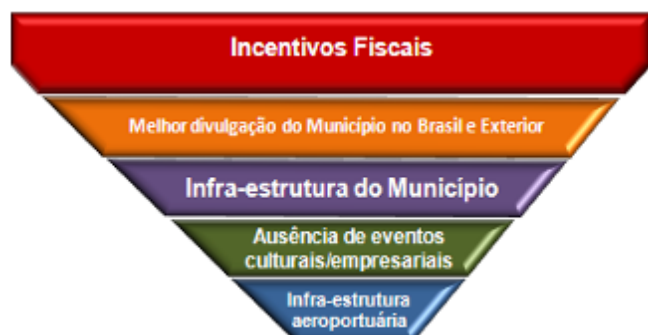 Incentivos Fiscais
Melhor divulgação do Município no Brasil e Exterior
Infra-estrutura do Município
Ausência de eventos
culturais/empresariais
Infra-estrutura
aeroportuária